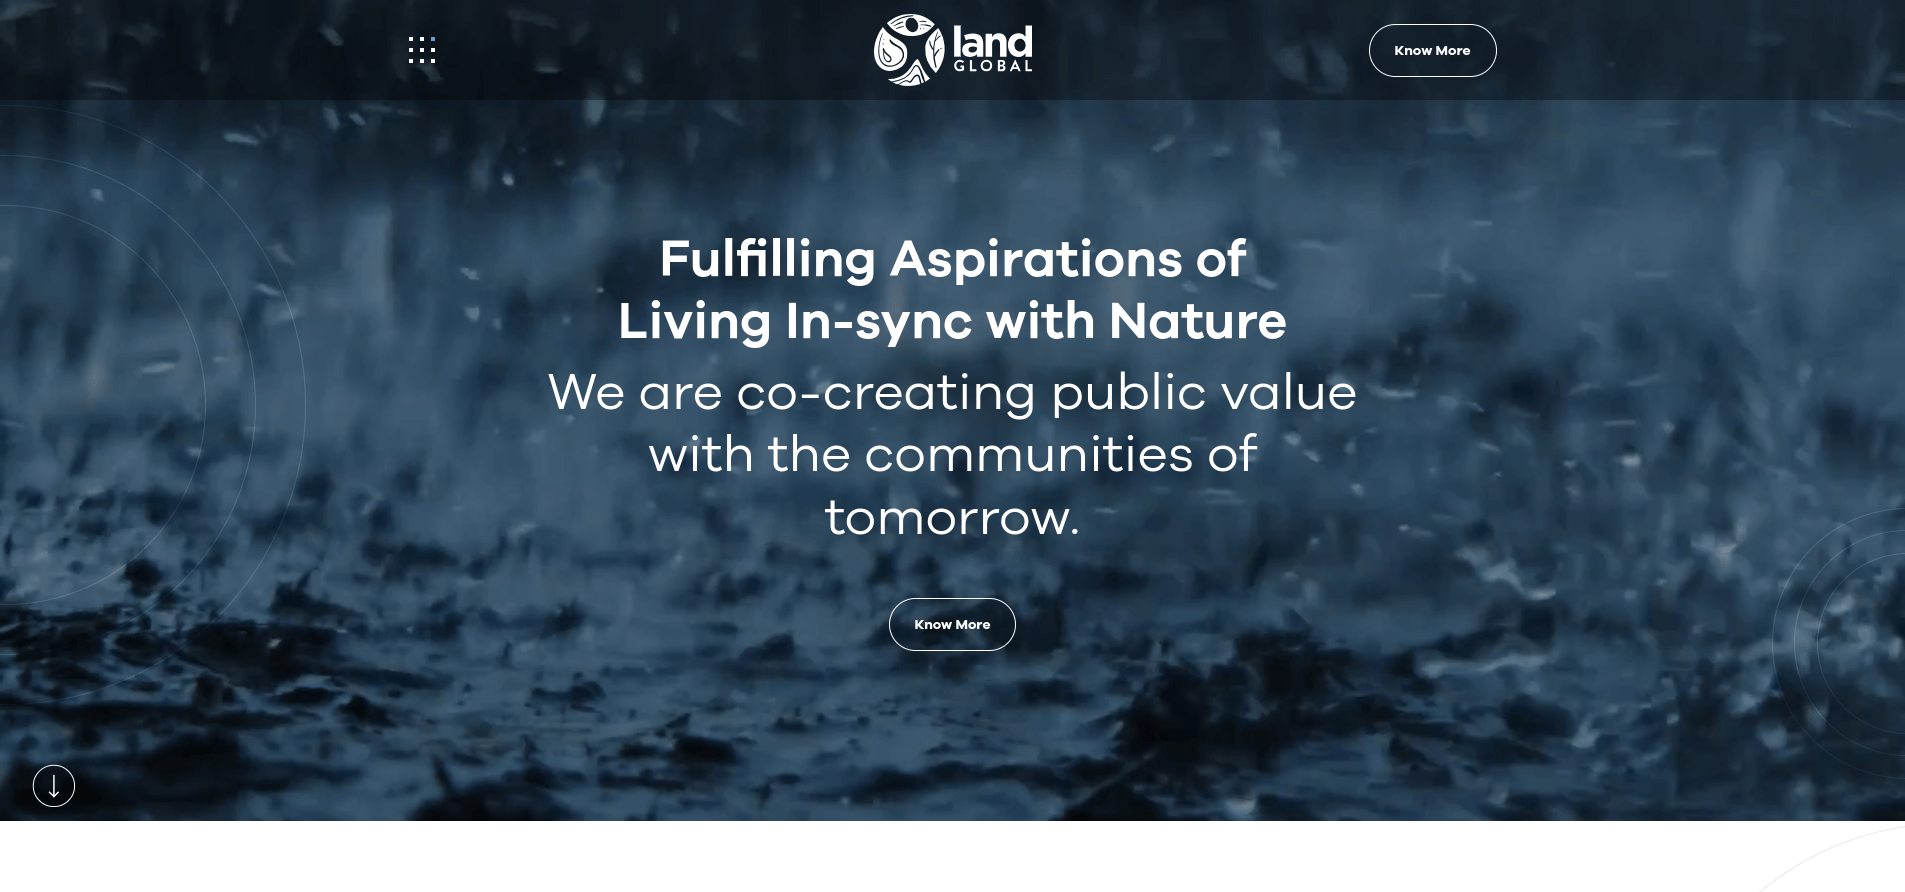 land
GLOBAL
Know More
Fulfilling Aspirations of
Living In-sync with Nature
We are co-creating public value
with the communities of
tomorrow.
Know More